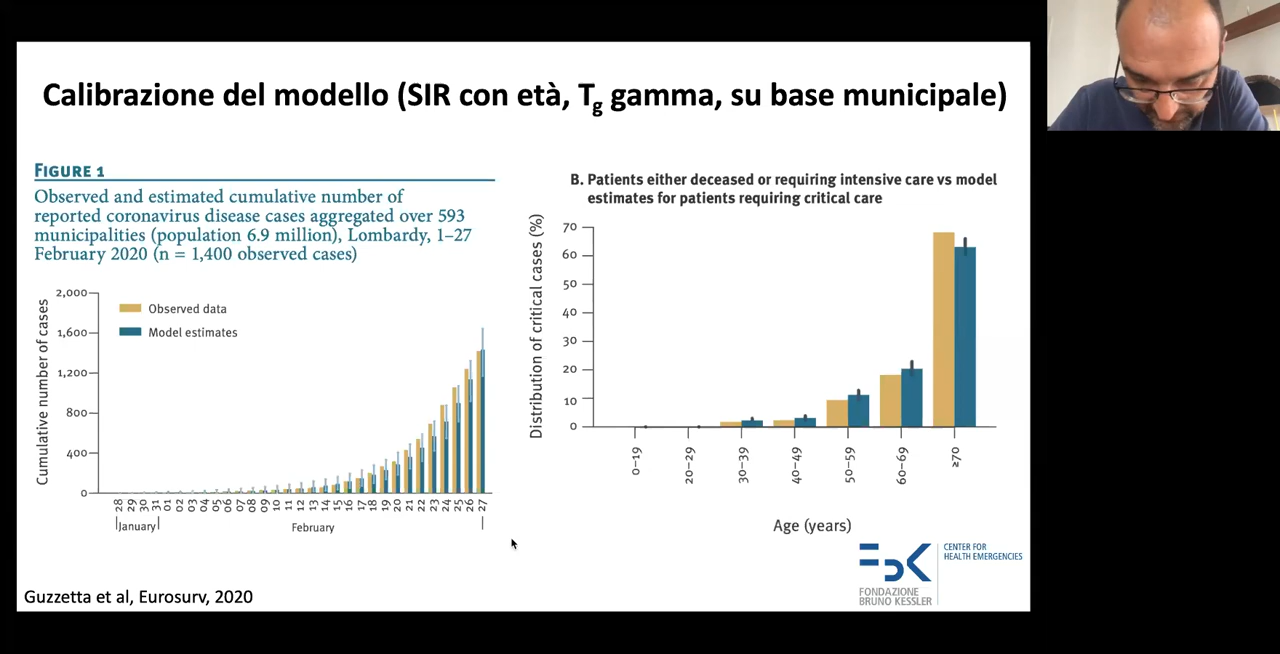 Calibrazione del modello (SIR con età, Tg gamma, su base municipale)
FIGURE 1
Observed and estimated cumulative number of
reported coronavirus disease cases aggregated over 593
municipalities (population 6.9 million), Lombardy, 1–27
February 2020 (n = 1,400 observed cases)
Cumulative number of cases
2,000
1,600
1,200
800
400
0
Observed data
Model estimates
28 29 30 31 01 02 03 04 05 06 07 08 09 10 11 12 13 14 15 16 17 18 19 20 21 22 23 24 25 26 27
January
February
B. Patients either deceased or requiring intensive care vs model
estimates for patients requiring critical care
Distribution of critical cases (%)
70
60
50
40
30
20
10
0
0–19
20–29
30–39
40–49
50–59
60–69
≥70
Age (years)
Guzzetta et al, Eurosurv, 2020
FBK
FONDAZIONE
BRUNO KESSLER
CENTER FOR
HEALTH EMERGENCIES